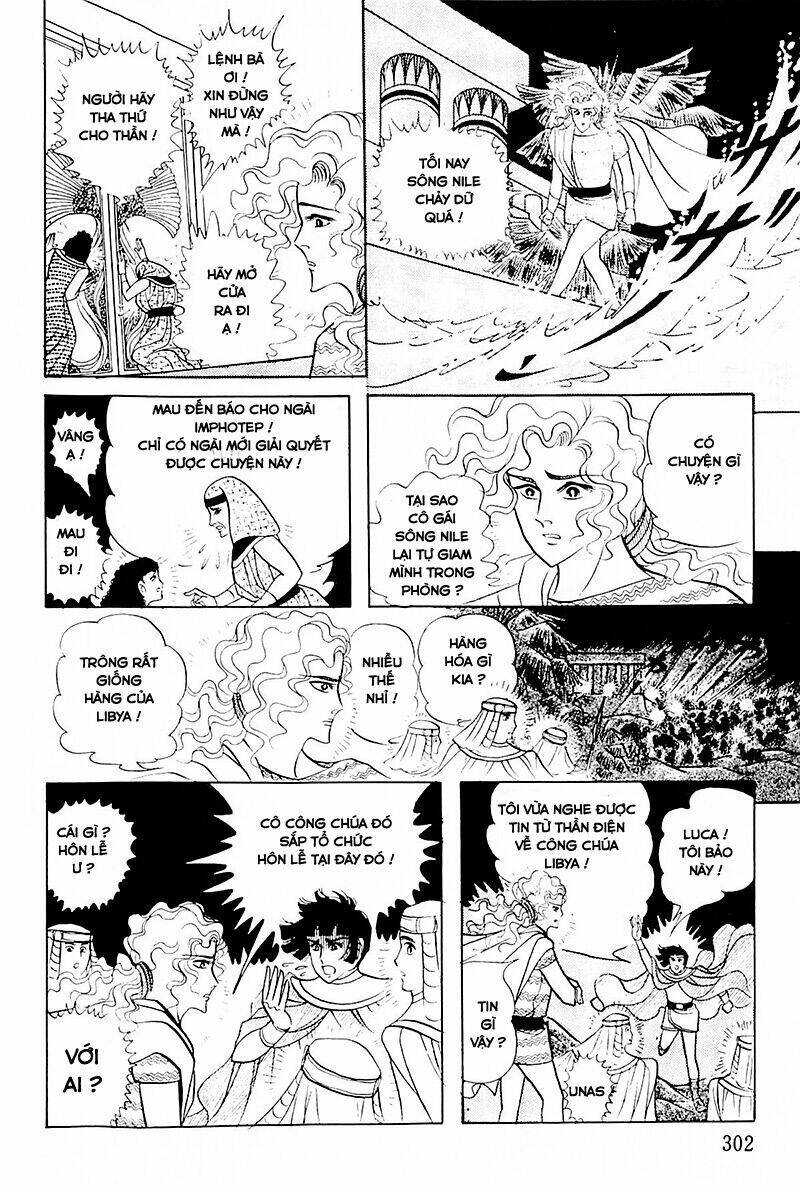 TỐI NAY
SÔNG NILE
CHẢY DỮ
QUÁ !
LỆNH BÀ
ƠI !
XIN ĐỪNG
NHƯ VẬY
MÀ !
NGƯỜI HÃY
THA THỨ
CHO THẦN !
HÃY MỞ
CỬA
RA ĐI
Ạ !
CÓ
CHUYỆN GÌ
VẬY ?
TẠI SAO
CÔ GÁI
SÔNG NILE
LẠI TỰ GIAM
MÌNH TRONG
PHÒNG ?
MAU ĐẾN BÁO CHO NGÀI
IMPHOTEP !
CHỈ CÓ NGÀI MỚI GIẢI QUYẾT
ĐƯỢC CHUYỆN NÀY !
VÂNG
Ạ !
MAU
ĐI
ĐI !
HÀNG
HÓA GÌ
KIA ?
NHIỀU
THẾ
NHỈ !
TRÔNG RẤT
GIỐNG
HÀNG CỦA
LIBYA !
LUCA !
TÔI BẢO
NÀY !
TÔI VỪA NGHE ĐƯỢC
TIN TỪ THẦN ĐIỆN
VỀ CÔNG CHÚA
LIBYA !
TIN
GÌ
VẬY ?
UNAS
CÔ CÔNG CHÚA ĐÓ
SẮP TỔ CHỨC
HÔN LỄ TẠI ĐÂY ĐÓ !
CÁI GÌ ?
HÔN LỄ
Ư ?
VỚI
AI ?
302